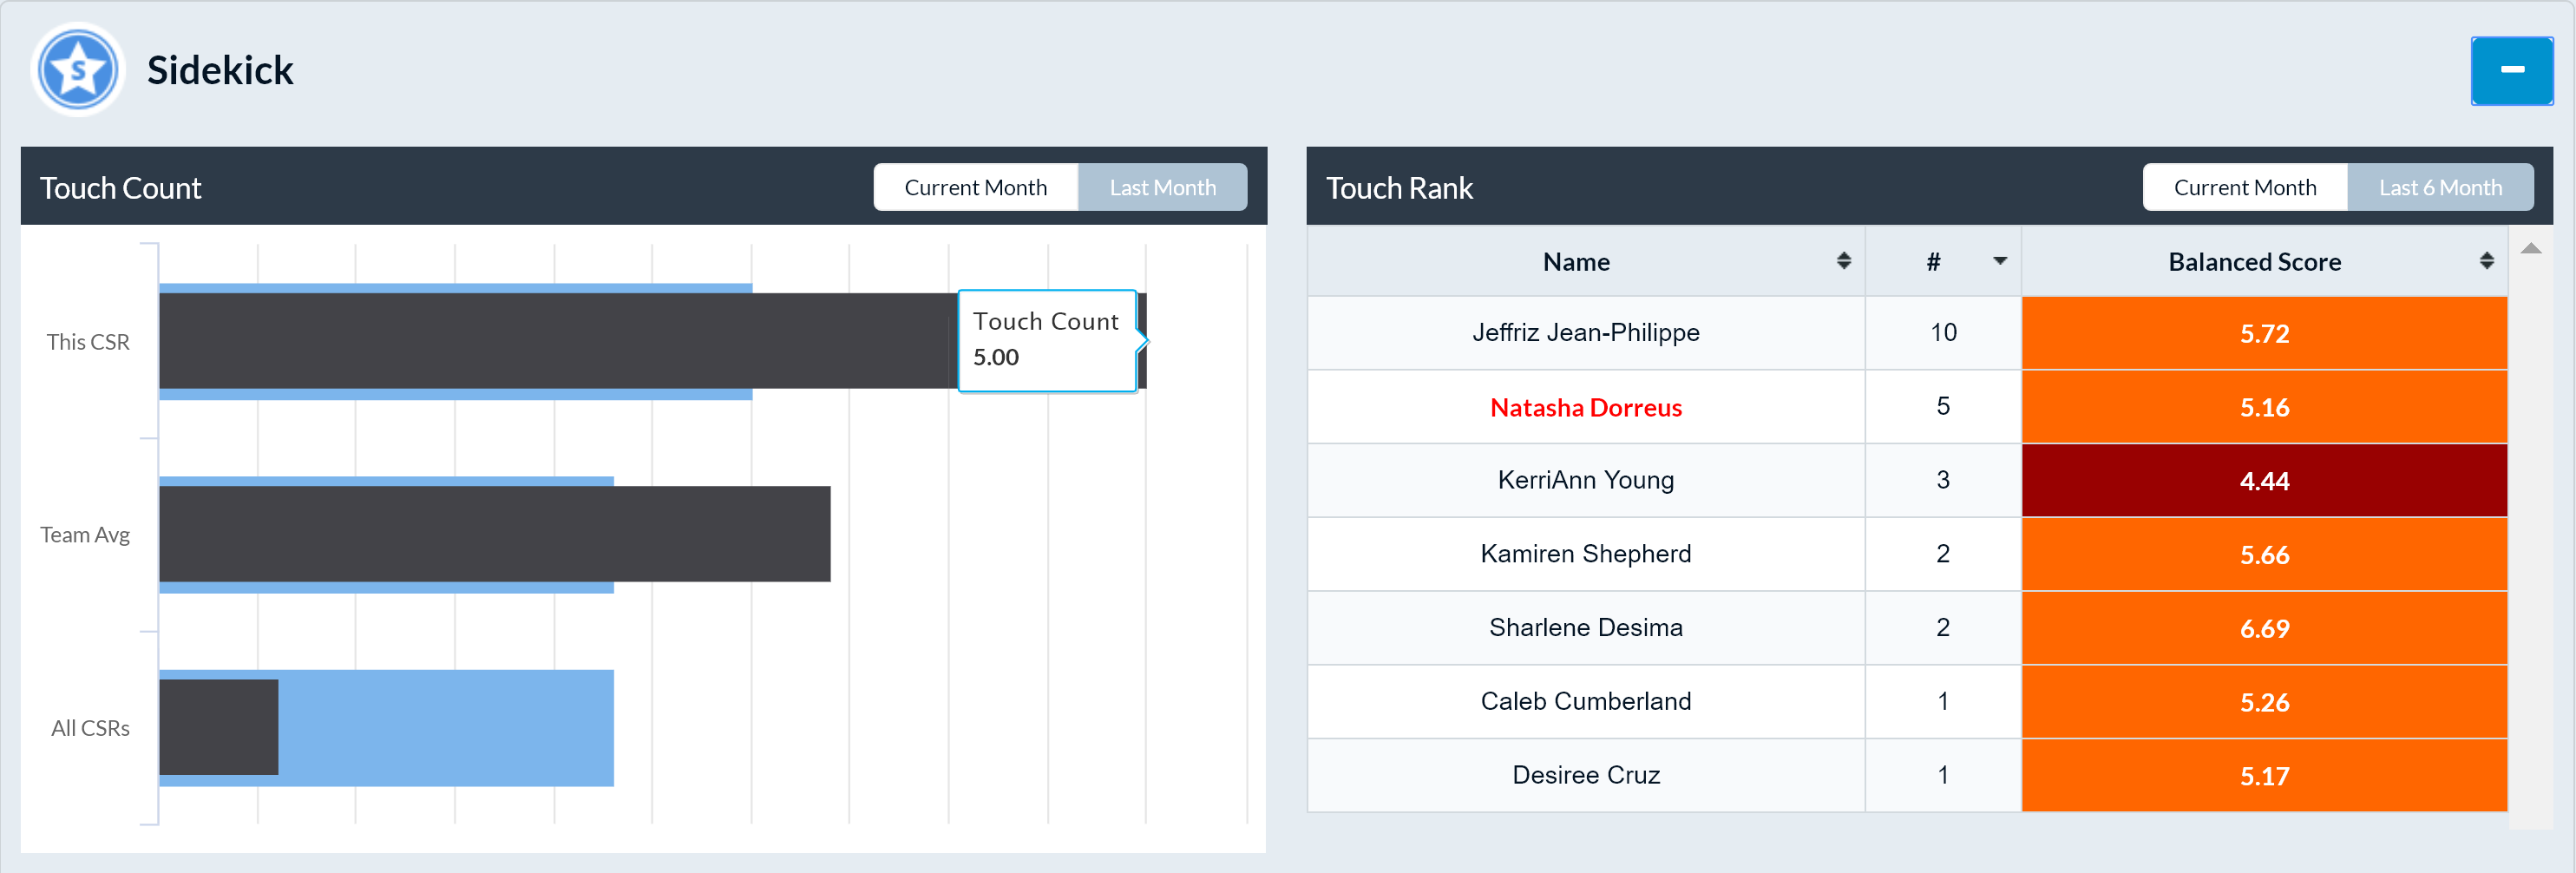 S
Sidekick
Touch Count
Current Month
Last Month
This CSR
Touch Count
5.00
Team Avg
All CSRs
Touch Rank
Current Month
Last 6 Month
Name # Balanced Score
Jeffriz Jean-Philippe 10 5.72
Natasha Dorreus 5 5.16
KerriAnn Young 3 4.44
Kamiren Shepherd 2 5.66
Sharlene Desima 2 6.69
Caleb Cumberland 1 5.26
Desiree Cruz 1 5.17